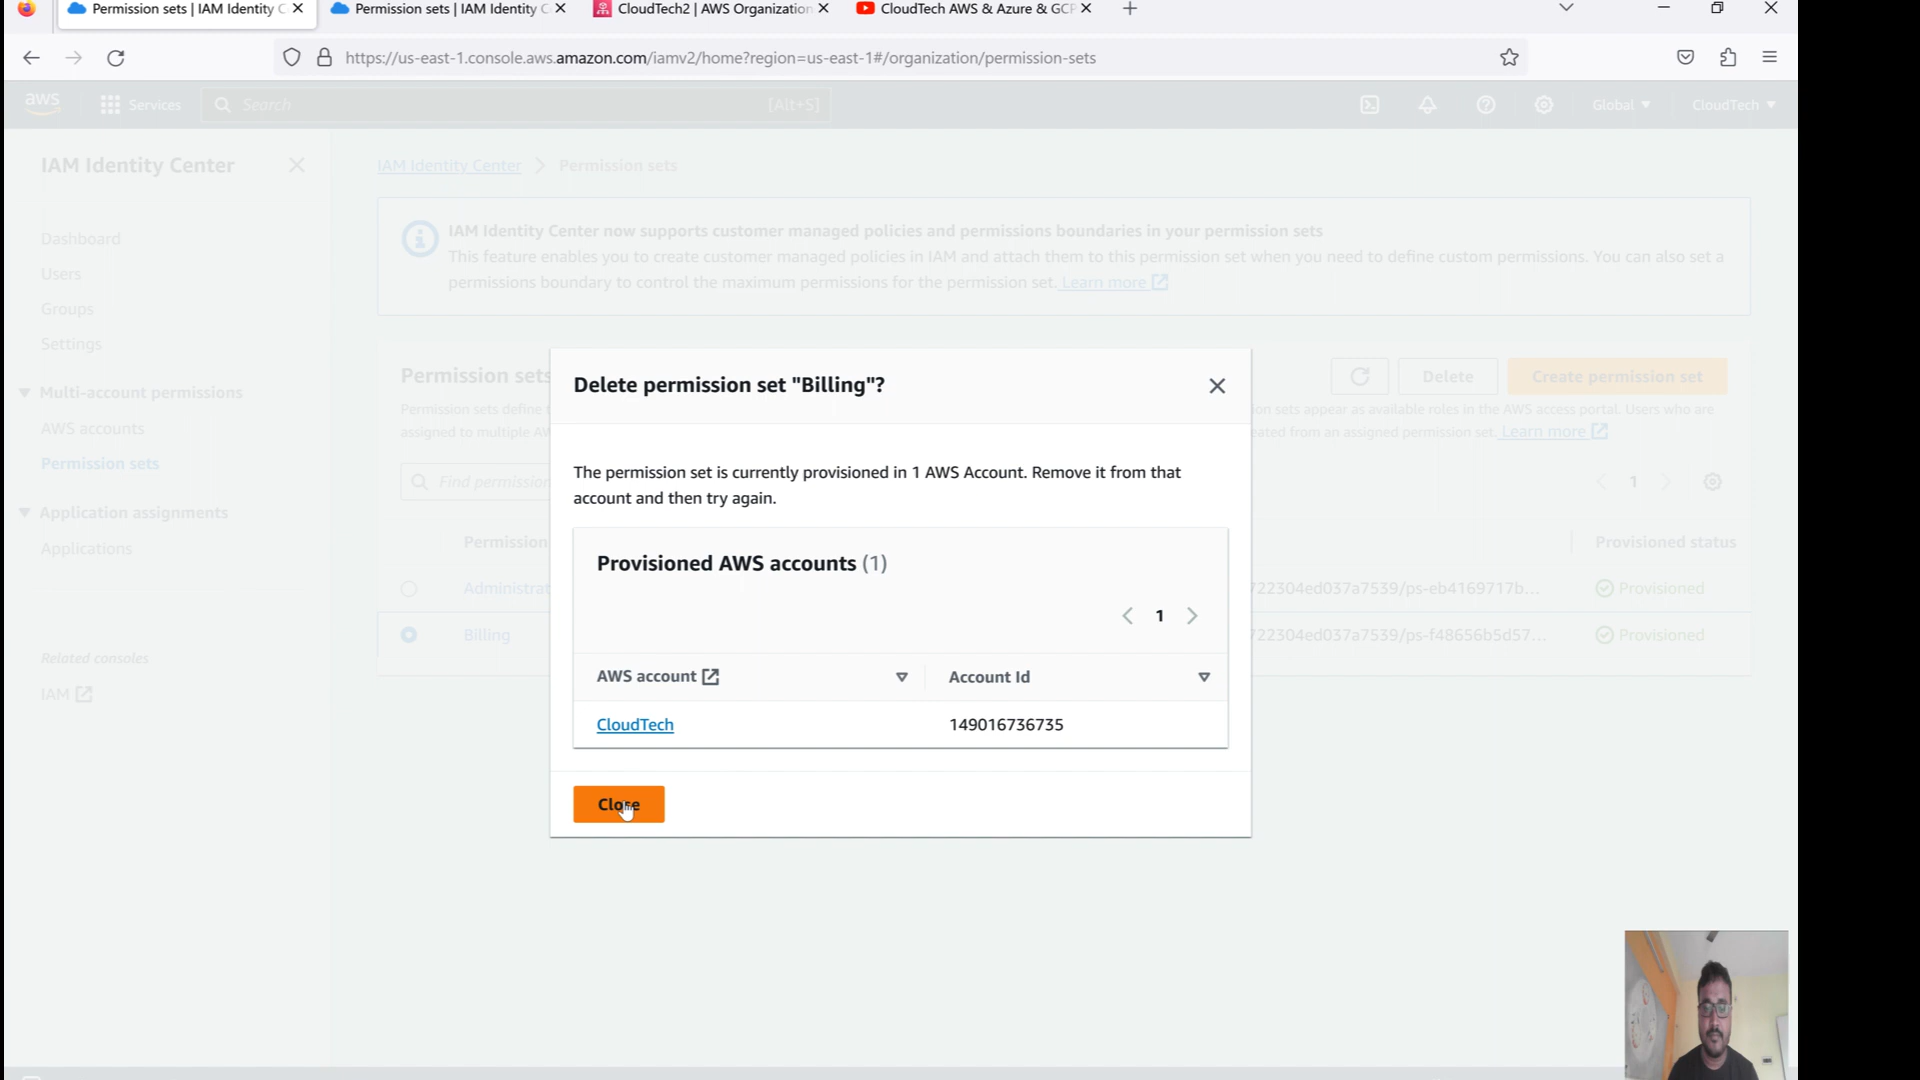 Permission sets | IAM Identity C
Permission sets | IAM Identity C
CloudTech2 | AWS Organization
CloudTech AWS & Azure & GCP
https://us-east-1.console.aws.amazon.com/iamv2/home?region=us-east-1#/organization/permission-sets
aws
Services
Search
[Alt+S]
Global
CloudTech
IAM Identity Center
IAM Identity Center
Permission sets
Dashboard
Users
Groups
Settings
Multi-account permissions
AWS accounts
Permission sets
Application assignments
Applications
Related consoles
IAM
IAM Identity Center now supports customer managed policies and permissions boundaries in your permission sets
This feature enables you to create customer managed policies in IAM and attach them to this permission set when you need to define custom permissions. You can also set a
permissions boundary to control the maximum permissions for the permission set. Learn more
Permission sets
Delete
Create permission set
Permission sets define
on sets appear as available roles in the AWS access portal. Users who are
assigned to multiple AW
eated from an assigned permission set. Learn more
Find permission
1
Permission
Provisioned status
Administrat
722304ed037a7539/ps-eb4169717b...
Provisioned
Billing
722304ed037a7539/ps-f48656b5d57...
Provisioned
Delete permission set "Billing"?
The permission set is currently provisioned in 1 AWS Account. Remove it from that
account and then try again.
Provisioned AWS accounts (1)
1
AWS account
Account Id
CloudTech
149016736735
Close